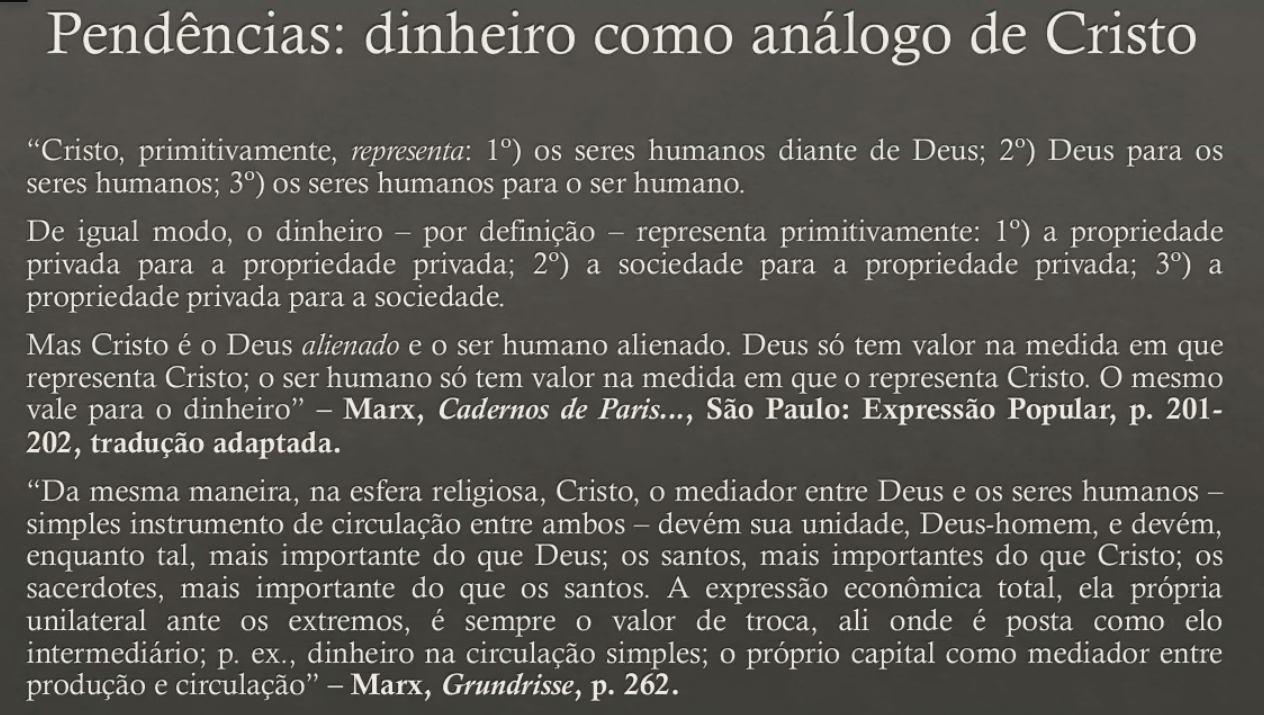 Pendências: dinheiro como análogo de Cristo
“Cristo, primitivamente, representa: 1º) os seres humanos diante de Deus; 2º) Deus para os
seres humanos; 3º) os seres humanos para o ser humano.
De igual modo, o dinheiro – por definição – representa primitivamente: 1º) a propriedade
privada para a propriedade privada; 2º) a sociedade para a propriedade privada; 3º) a
propriedade privada para a sociedade.
Mas Cristo é o Deus alienado e o ser humano alienado. Deus só tem valor na medida em que
representa Cristo; o ser humano só tem valor na medida em que o representa Cristo. O mesmo
vale para o dinheiro” – Marx, Cadernos de Paris..., São Paulo: Expressão Popular, p. 201-
202, tradução adaptada.
“Da mesma maneira, na esfera religiosa, Cristo, o mediador entre Deus e os seres humanos –
simples instrumento de circulação entre ambos – devém sua unidade, Deus-homem, e devém,
enquanto tal, mais importante do que Deus; os santos, mais importantes do que Cristo; os
sacerdotes, mais importante do que os santos. A expressão econômica total, ela própria
unilateral ante os extremos, é sempre o valor de troca, ali onde é posta como elo
intermediário; p. ex., dinheiro na circulação simples; o próprio capital como mediador entre
produção e circulação” – Marx, Grundrisse, p. 262.